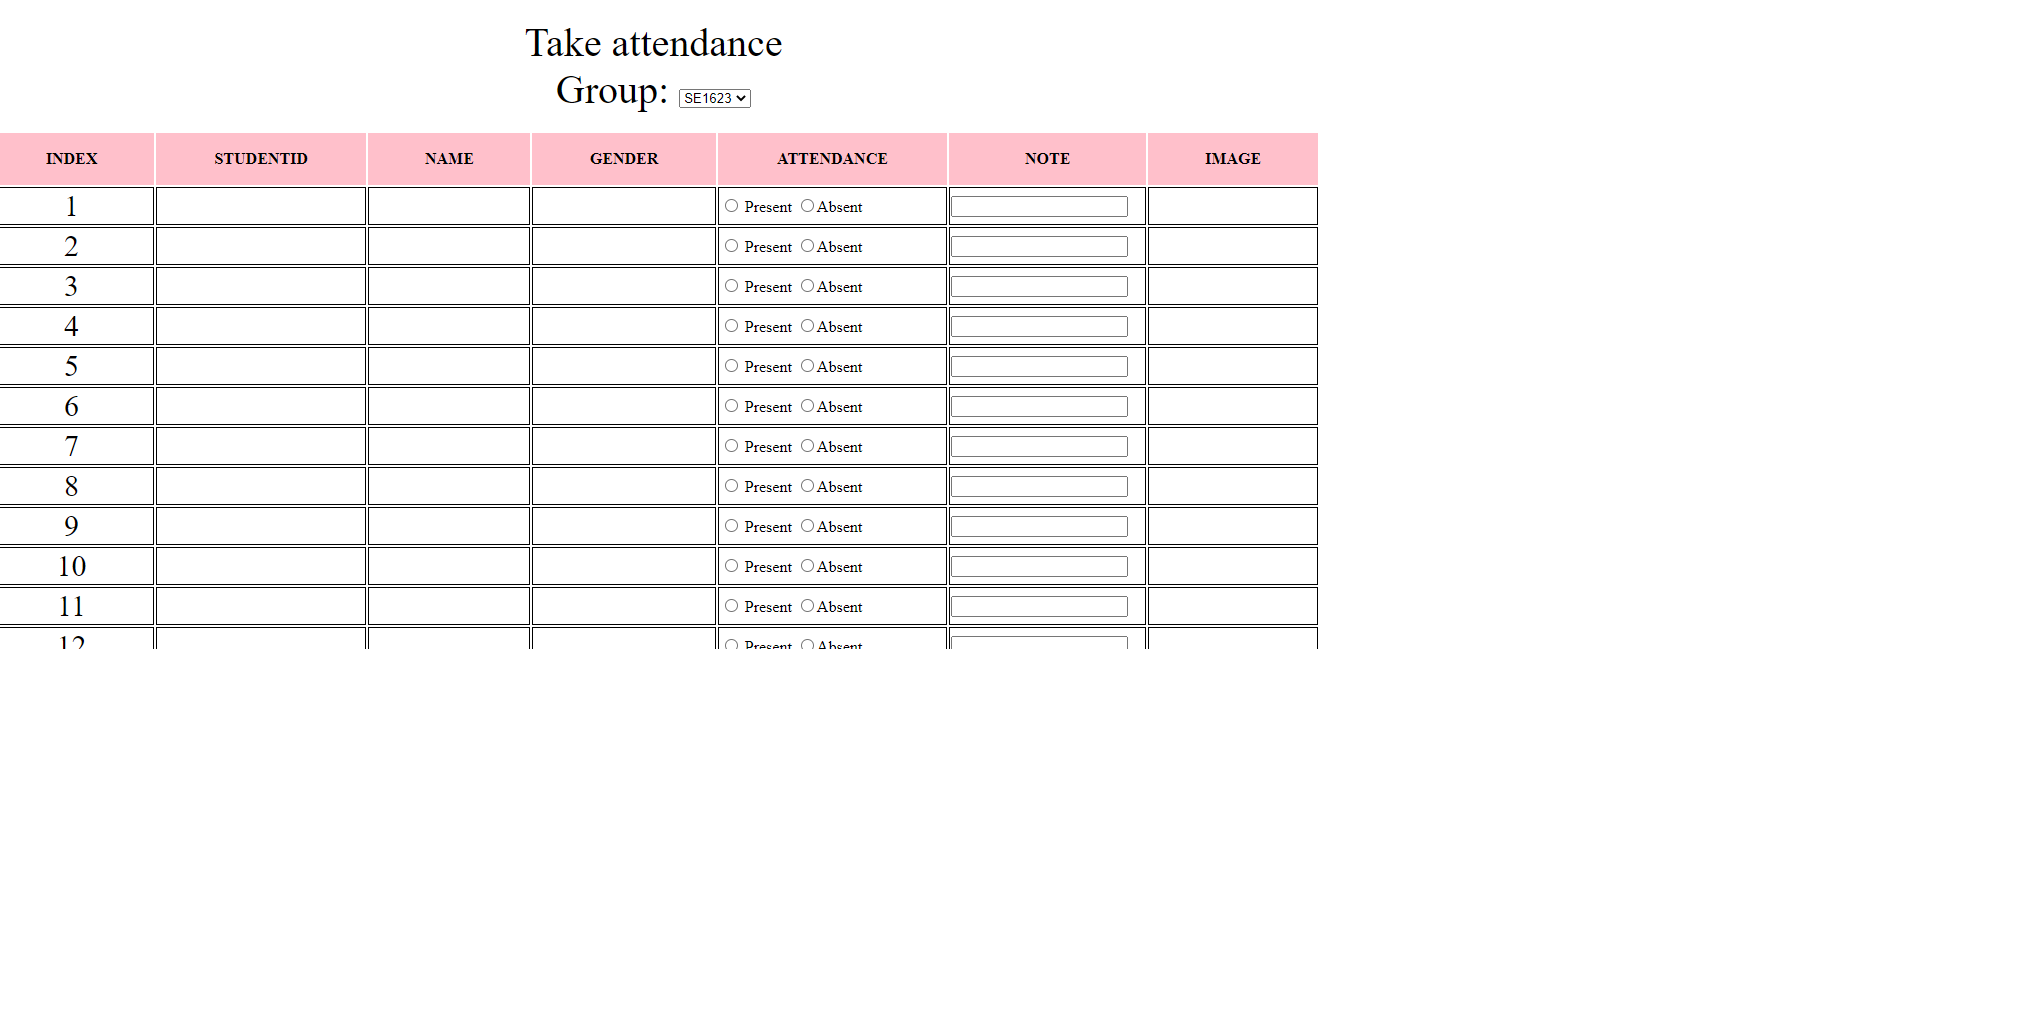 Take attendance
Group: SE1623
INDEX STUDENTID NAME GENDER ATTENDANCE NOTE IMAGE
1 Present Absent
2 Present Absent
3 Present Absent
4 Present Absent
5 Present Absent
6 Present Absent
7 Present Absent
8 Present Absent
9 Present Absent
10 Present Absent
11 Present Absent
12 Present Absent